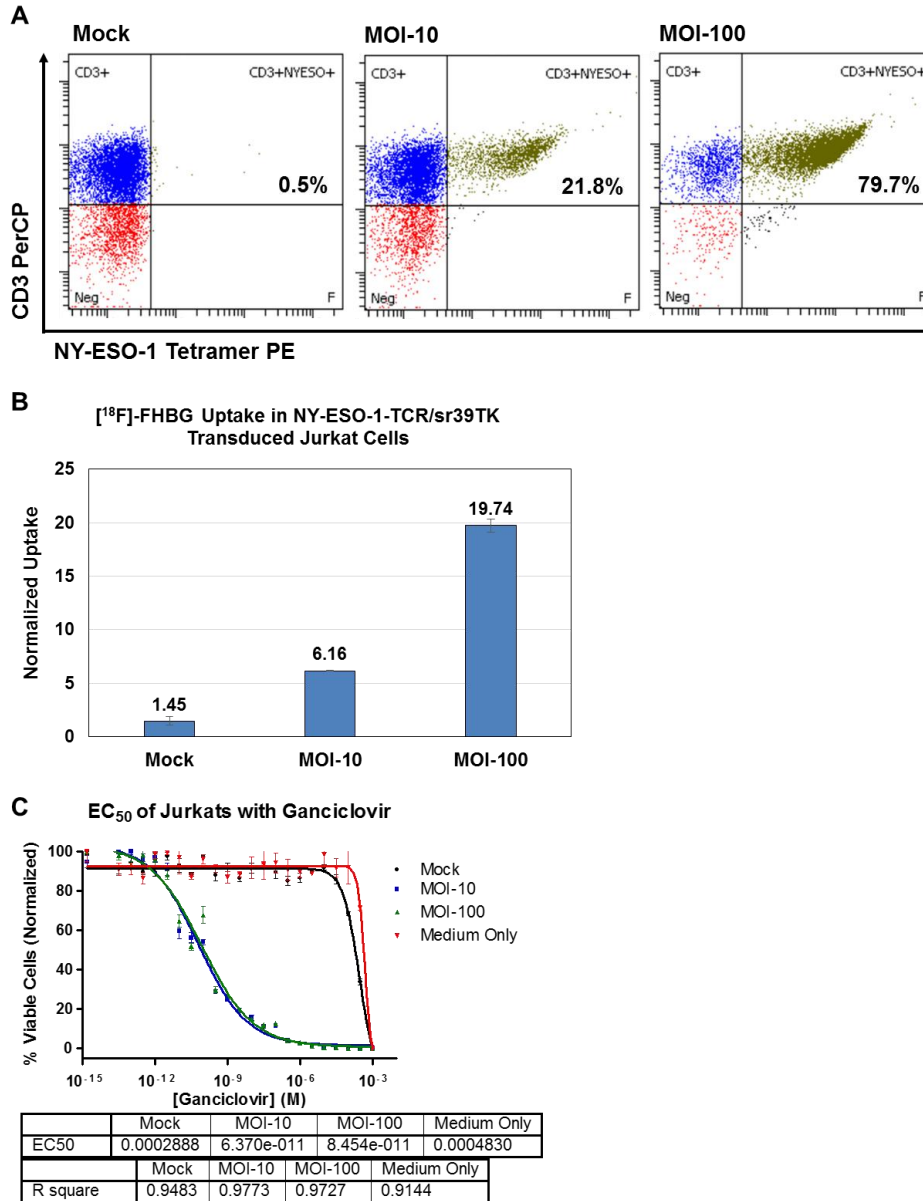 A
Mock
MOI-10
MOI-100
CD3+
CD3+NYESO+
0.5%
Neg
F
CD3+
CD3+NYESO+
21.8%
Neg
F
CD3+
CD3+NYESO+
79.7%
Neg
F
CD3 PerCP
NY-ESO-1 Tetramer PE
B
[¹⁸F]-FHBG Uptake in NY-ESO-1-TCR/sr39TK
Transduced Jurkat Cells
Normalized Uptake
25
20
15
10
5
0
1.45
6.16
19.74
Mock
MOI-10
MOI-100
C
EC₅₀ of Jurkats with Ganciclovir
% Viable Cells (Normalized)
100
80
60
40
20
0
Mock
MOI-10
MOI-100
Medium Only
10⁻¹⁵ 10⁻¹² 10⁻⁹ 10⁻⁶ 10⁻³
[Ganciclovir] (M)
Mock MOI-10 MOI-100 Medium Only
EC50 0.0002888 6.370e-011 8.454e-011 0.0004830
Mock MOI-10 MOI-100 Medium Only
R square 0.9483 0.9773 0.9727 0.9144